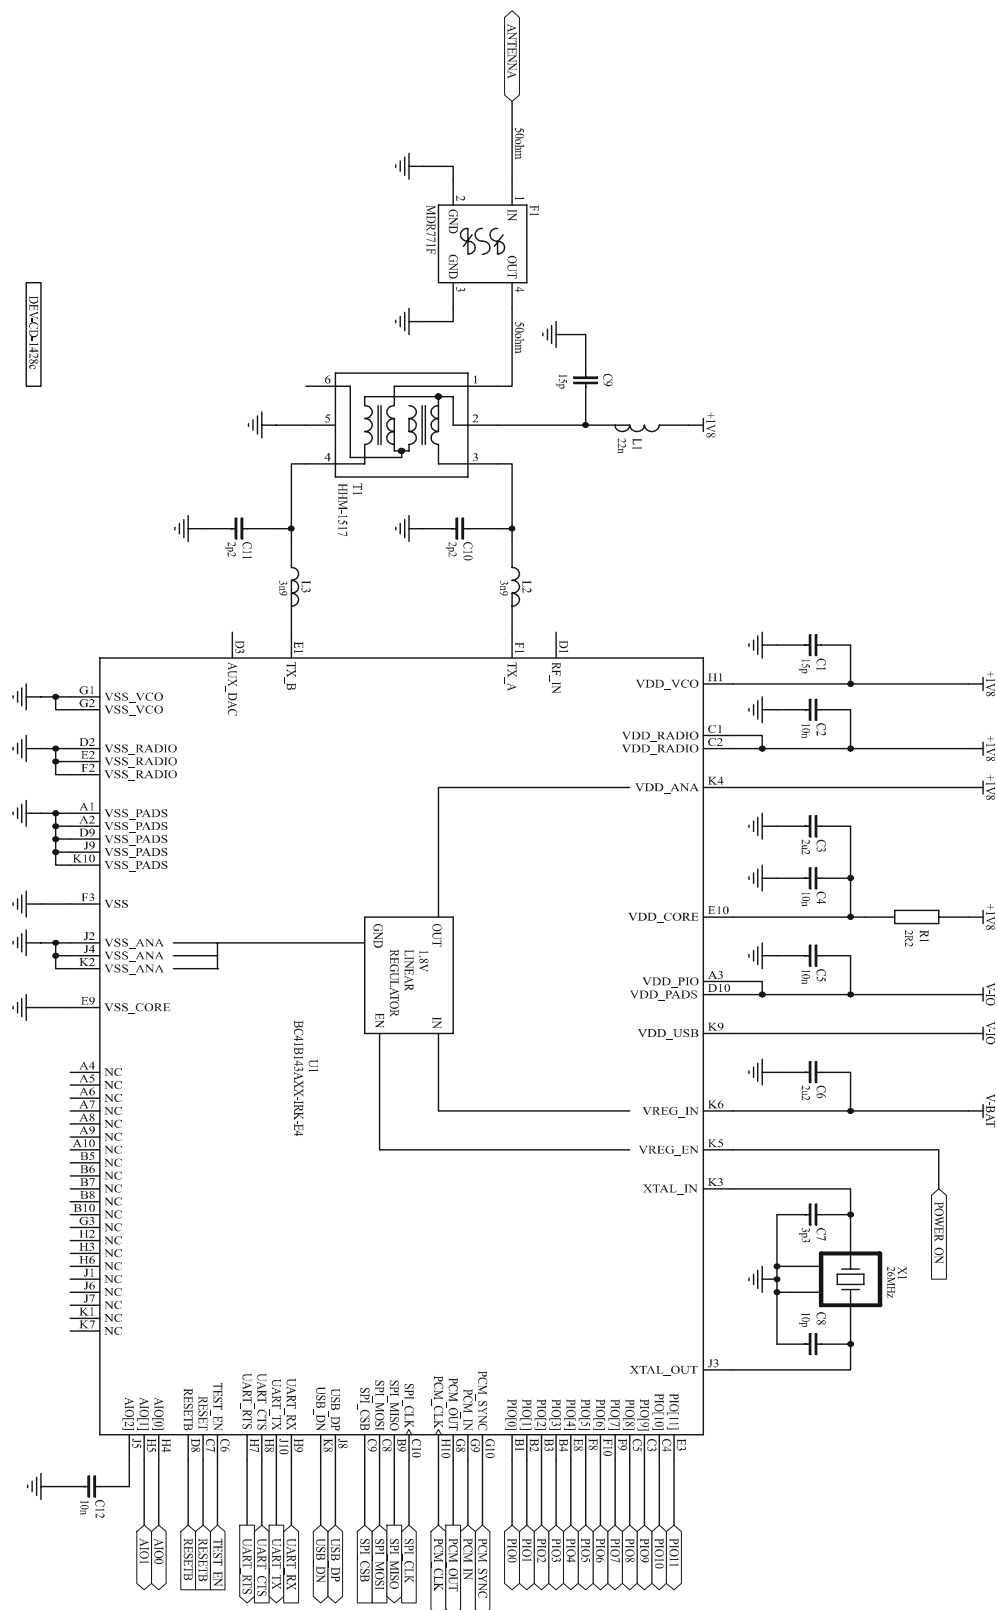 ANTENNA
50ohm
F1
1
IN
2
GND
MDR771F
OUT
4
GND
3
50ohm
DEV-CD-1428c
C9
15p
+1V8
L1
22n
1
2
3
6
5
4
T1
HHM-1517
C11
2p2
C10
2p2
L3
3n9
L2
3n9
D3
AUX_DAC
E1
TX_B
F1
TX_A
D1
RF_IN
C1
15p
VDD_VCO
H1
+1V8
C2
10n
VDD_RADIO
C1
VDD_RADIO
C2
+1V8
VDD_ANA
K4
+1V8
C3
2u2
C4
10n
VDD_CORE
E10
R1
2R2
+1V8
C5
10n
VDD_PIO
A3
VDD_PADS
D10
V-IO
VDD_USB
K9
V-IO
C6
2u2
VREG_IN
K6
V-BAT
VREG_EN
K5
POWER_ON
XTAL_IN
K3
C7
3p3
X1
26MHz
C8
10p
XTAL_OUT
J3
G1
VSS_VCO
G2
VSS_VCO
D2
VSS_RADIO
E2
VSS_RADIO
F2
VSS_RADIO
A1
VSS_PADS
A2
VSS_PADS
D9
VSS_PADS
J9
VSS_PADS
K10
VSS_PADS
F3
VSS
J2
VSS_ANA
J4
VSS_ANA
K2
VSS_ANA
E9
VSS_CORE
GND
OUT
1.8V
LINEAR
REGULATOR
EN
IN
U1
BC41B143AXX-IRK-E4
A4
NC
A5
NC
A6
NC
A7
NC
A8
NC
A9
NC
A10
NC
B5
NC
B6
NC
B7
NC
B8
NC
B10
NC
G3
NC
H2
NC
H3
NC
H6
NC
J1
NC
J6
NC
J7
NC
K1
NC
K7
NC
PIO[11]
E3
PIO11
PIO[10]
C4
PIO10
PIO[9]
C3
PIO9
PIO[8]
C5
PIO8
PIO[7]
F9
PIO7
PIO[6]
F10
PIO6
PIO[5]
F8
PIO5
PIO[4]
E8
PIO4
PIO[3]
B4
PIO3
PIO[2]
B3
PIO2
PIO[1]
B2
PIO1
PIO[0]
B1
PIO0
PCM_SYNC
G10
PCM_SYNC
PCM_IN
G9
PCM_IN
PCM_OUT
G8
PCM_OUT
PCM_CLK
H10
PCM_CLK
SPI_CLK
C10
SPI_CLK
SPI_MISO
B9
SPI_MISO
SPI_MOSI
C8
SPI_MOSI
SPI_CSB
C9
SPI_CSB
USB_DP
J8
USB_DP
USB_DN
K8
USB_DN
UART_RX
H9
UART_RX
UART_TX
J10
UART_TX
UART_CTS
H8
UART_CTS
UART_RTS
H7
UART_RTS
TEST_EN
C6
TEST_EN
RESET
C7
RESETB
RESETB
D8
RESETB
AIO[0]
H4
AIO0
AIO[1]
H5
AIO1
AIO[2]
J5
C12
10n